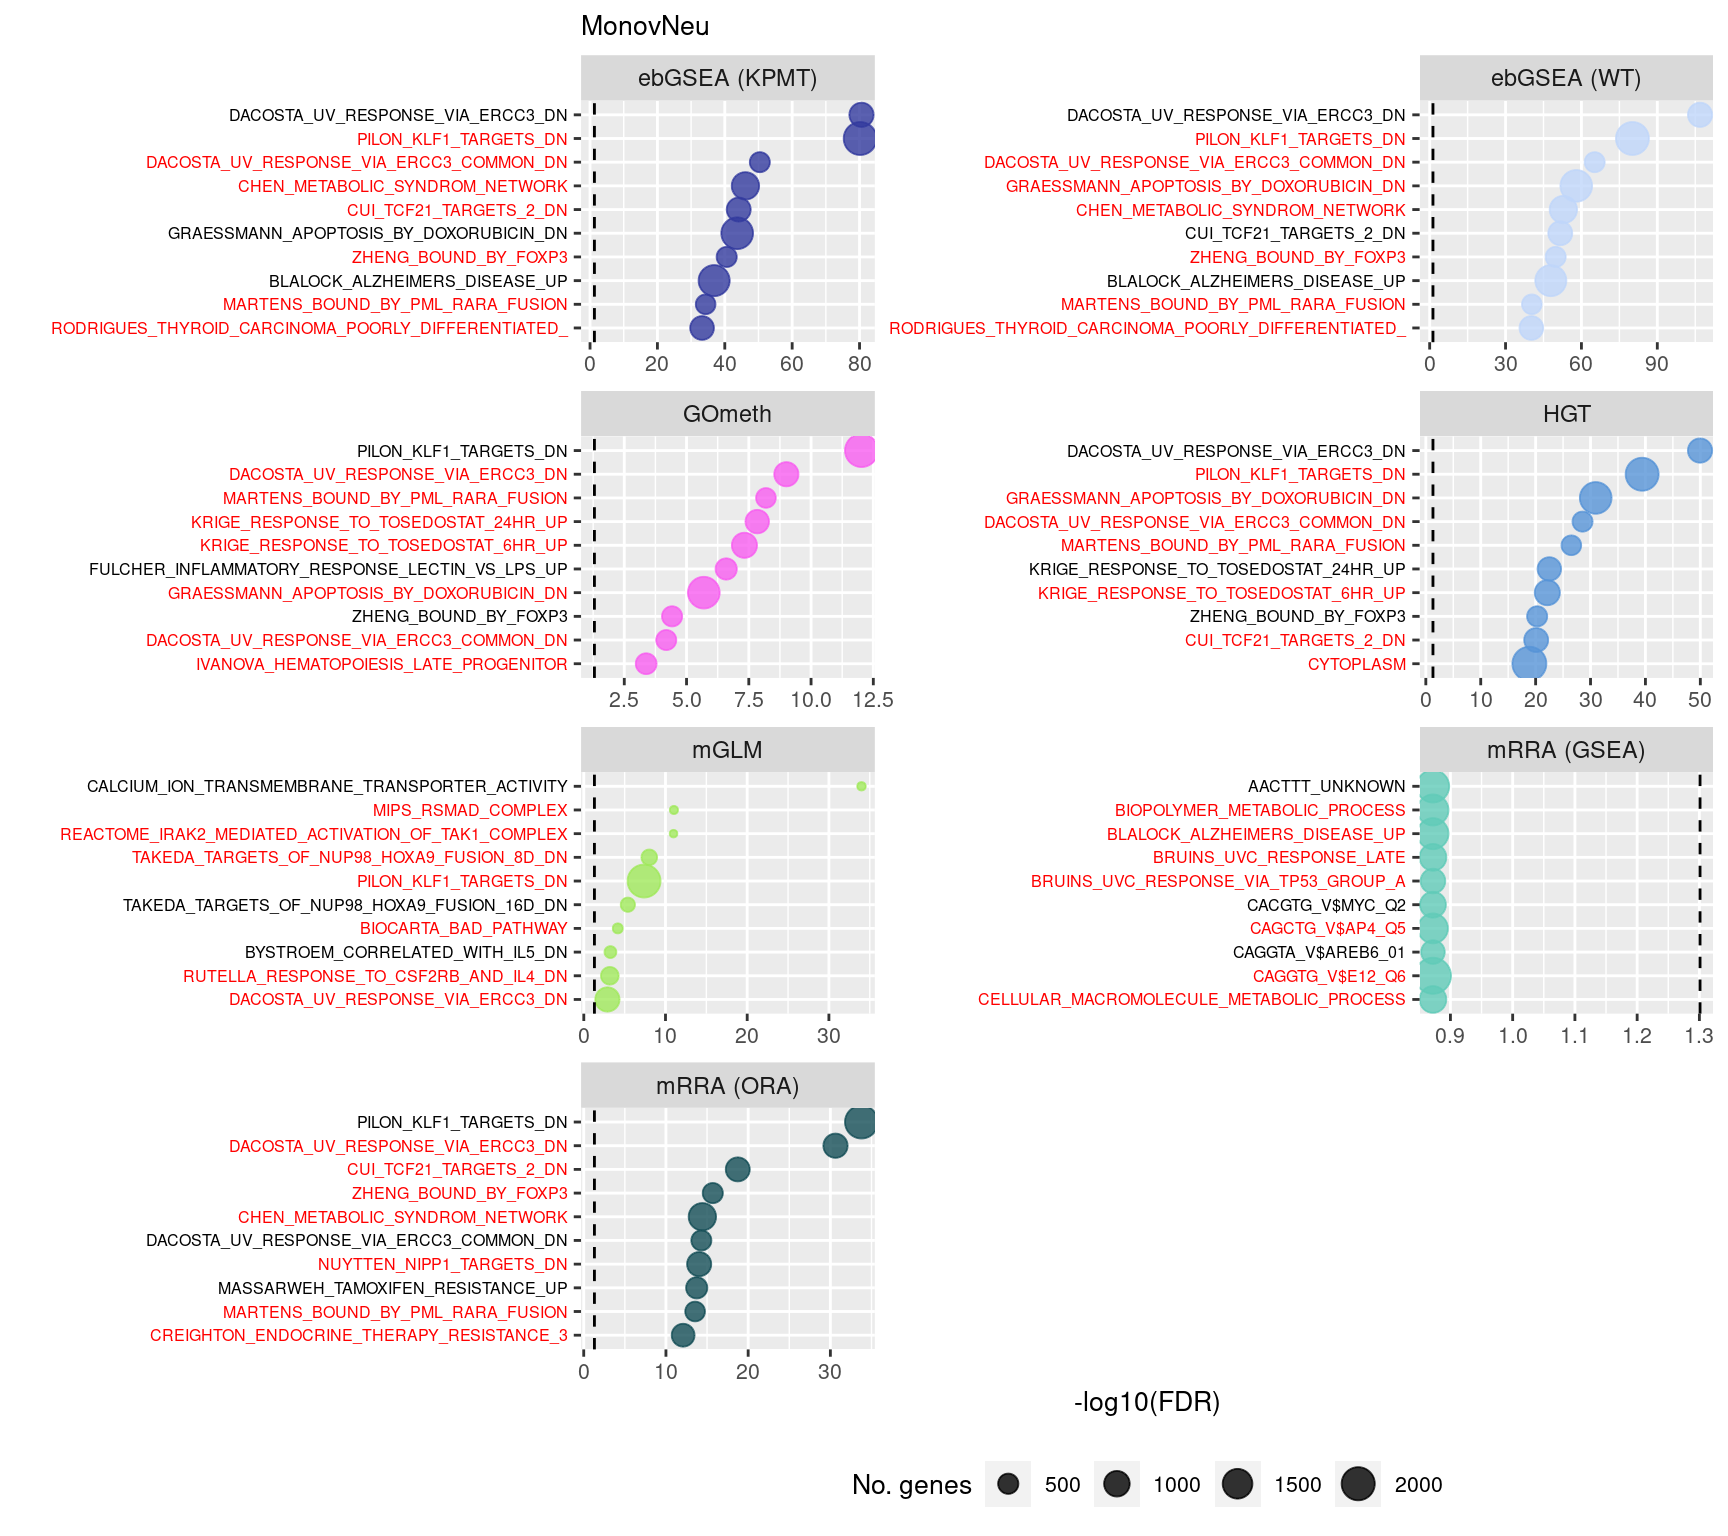 MonovNeu
ebGSEA (KPMT)
DACOSTA_UV_RESPONSE_VIA_ERCC3_DN
PILON_KLF1_TARGETS_DN
DACOSTA_UV_RESPONSE_VIA_ERCC3_COMMON_DN
CHEN_METABOLIC_SYNDROM_NETWORK
CUI_TCF21_TARGETS_2_DN
GRAESSMANN_APOPTOSIS_BY_DOXORUBICIN_DN
ZHENG_BOUND_BY_FOXP3
BLALOCK_ALZHEIMERS_DISEASE_UP
MARTENS_BOUND_BY_PML_RARA_FUSION
RODRIGUES_THYROID_CARCINOMA_POORLY_DIFFERENTIATED_
0 20 40 60 80
ebGSEA (WT)
DACOSTA_UV_RESPONSE_VIA_ERCC3_DN
PILON_KLF1_TARGETS_DN
DACOSTA_UV_RESPONSE_VIA_ERCC3_COMMON_DN
GRAESSMANN_APOPTOSIS_BY_DOXORUBICIN_DN
CHEN_METABOLIC_SYNDROM_NETWORK
CUI_TCF21_TARGETS_2_DN
ZHENG_BOUND_BY_FOXP3
BLALOCK_ALZHEIMERS_DISEASE_UP
MARTENS_BOUND_BY_PML_RARA_FUSION
RODRIGUES_THYROID_CARCINOMA_POORLY_DIFFERENTIATED_
0 30 60 90
GOmeth
PILON_KLF1_TARGETS_DN
DACOSTA_UV_RESPONSE_VIA_ERCC3_DN
MARTENS_BOUND_BY_PML_RARA_FUSION
KRIGE_RESPONSE_TO_TOSEDOSTAT_24HR_UP
KRIGE_RESPONSE_TO_TOSEDOSTAT_6HR_UP
FULCHER_INFLAMMATORY_RESPONSE_LECTIN_VS_LPS_UP
GRAESSMANN_APOPTOSIS_BY_DOXORUBICIN_DN
ZHENG_BOUND_BY_FOXP3
DACOSTA_UV_RESPONSE_VIA_ERCC3_COMMON_DN
IVANOVA_HEMATOPOIESIS_LATE_PROGENITOR
2.5 5.0 7.5 10.0 12.5
HGT
DACOSTA_UV_RESPONSE_VIA_ERCC3_DN
PILON_KLF1_TARGETS_DN
GRAESSMANN_APOPTOSIS_BY_DOXORUBICIN_DN
DACOSTA_UV_RESPONSE_VIA_ERCC3_COMMON_DN
MARTENS_BOUND_BY_PML_RARA_FUSION
KRIGE_RESPONSE_TO_TOSEDOSTAT_24HR_UP
KRIGE_RESPONSE_TO_TOSEDOSTAT_6HR_UP
ZHENG_BOUND_BY_FOXP3
CUI_TCF21_TARGETS_2_DN
CYTOPLASM
0 10 20 30 40 50
mGLM
CALCIUM_ION_TRANSMEMBRANE_TRANSPORTER_ACTIVITY
MIPS_RSMAD_COMPLEX
REACTOME_IRAK2_MEDIATED_ACTIVATION_OF_TAK1_COMPLEX
TAKEDA_TARGETS_OF_NUP98_HOXA9_FUSION_8D_DN
PILON_KLF1_TARGETS_DN
TAKEDA_TARGETS_OF_NUP98_HOXA9_FUSION_16D_DN
BIOCARTA_BAD_PATHWAY
BYSTROEM_CORRELATED_WITH_IL5_DN
RUTELLA_RESPONSE_TO_CSF2RB_AND_IL4_DN
DACOSTA_UV_RESPONSE_VIA_ERCC3_DN
0 10 20 30
mRRA (GSEA)
AACTTT_UNKNOWN
BIOPOLYMER_METABOLIC_PROCESS
BLALOCK_ALZHEIMERS_DISEASE_UP
BRUINS_UVC_RESPONSE_LATE
BRUINS_UVC_RESPONSE_VIA_TP53_GROUP_A
CACGTG_V$MYC_Q2
CAGCTG_V$AP4_Q5
CAGGTA_V$AREB6_01
CAGGTG_V$E12_Q6
CELLULAR_MACROMOLECULE_METABOLIC_PROCESS
0.9 1.0 1.1 1.2 1.3
mRRA (ORA)
PILON_KLF1_TARGETS_DN
DACOSTA_UV_RESPONSE_VIA_ERCC3_DN
CUI_TCF21_TARGETS_2_DN
ZHENG_BOUND_BY_FOXP3
CHEN_METABOLIC_SYNDROM_NETWORK
DACOSTA_UV_RESPONSE_VIA_ERCC3_COMMON_DN
NUYTTEN_NIPP1_TARGETS_DN
MASSARWEH_TAMOXIFEN_RESISTANCE_UP
MARTENS_BOUND_BY_PML_RARA_FUSION
CREIGHTON_ENDOCRINE_THERAPY_RESISTANCE_3
0 10 20 30
-log10(FDR)
No. genes 500 1000 1500 2000